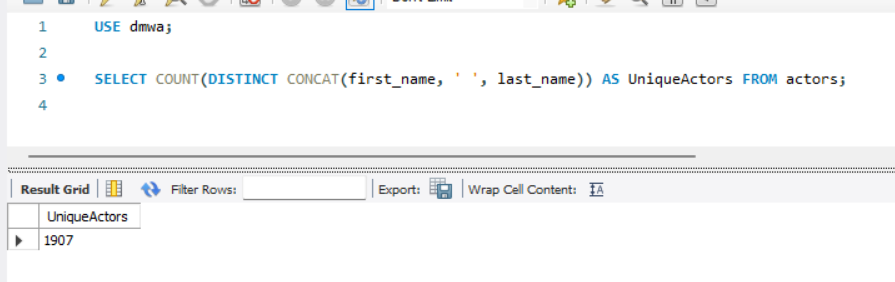 1 USE dmwa;
2
3 SELECT COUNT(DISTINCT CONCAT(first_name, ' ', last_name)) AS UniqueActors FROM actors;
4
Result Grid Filter Rows: Export: Wrap Cell Content:
UniqueActors
1907